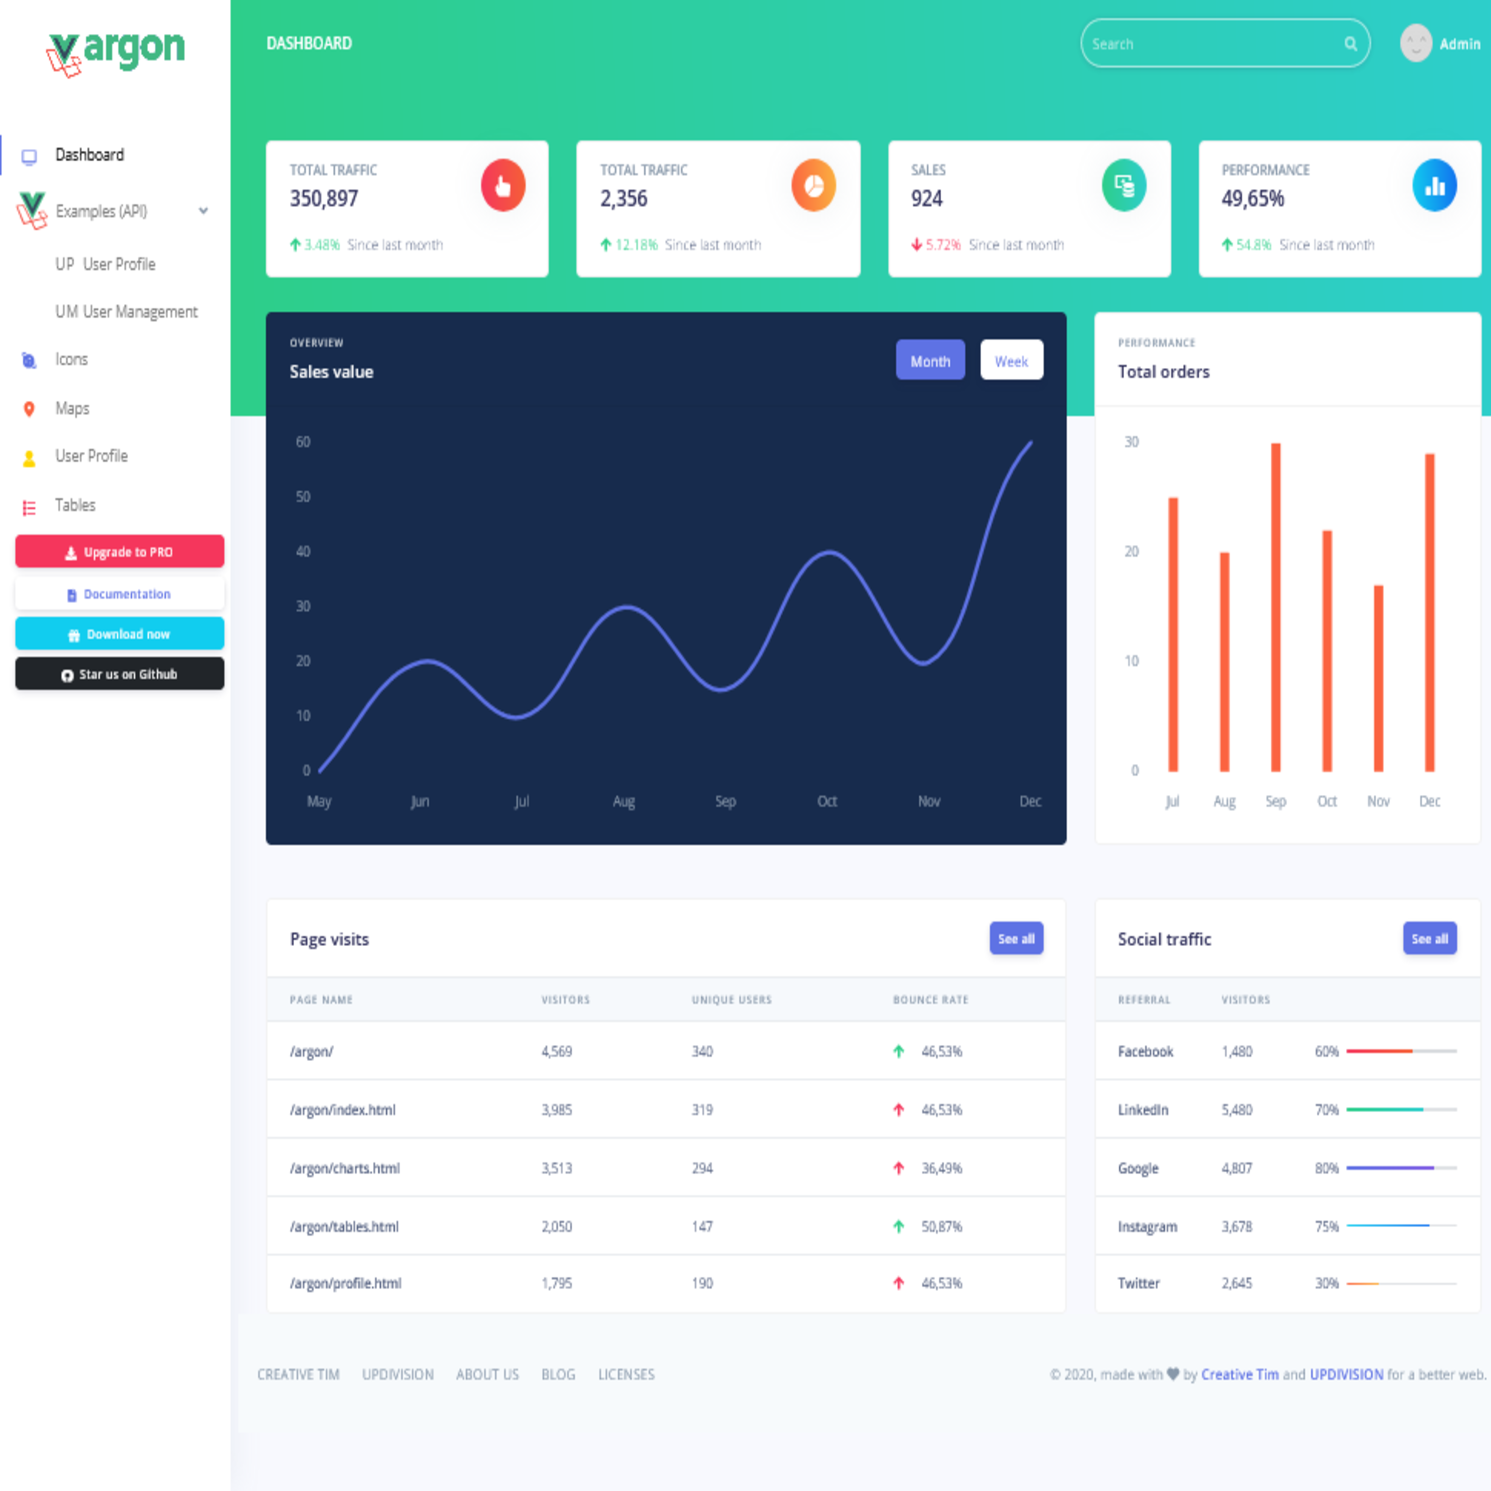 argon
DASHBOARD
Search
Admin
Dashboard
Examples (API)
UP User Profile
UM User Management
Icons
Maps
User Profile
Tables
Upgrade to PRO
Documentation
Download now
Star us on Github
TOTAL TRAFFIC
350,897
3.48% Since last month
TOTAL TRAFFIC
2,356
12.18% Since last month
SALES
924
5.72% Since last month
PERFORMANCE
49,65%
54.8% Since last month
OVERVIEW
Sales value
Month
Week
60
50
40
30
20
10
0
May Jun Jul Aug Sep Oct Nov Dec
PERFORMANCE
Total orders
30
20
10
0
Jul Aug Sep Oct Nov Dec
Page visits
See all
PAGE NAME VISITORS UNIQUE USERS BOUNCE RATE
/argon/ 4,569 340 46,53%
/argon/index.html 3,985 319 46,53%
/argon/charts.html 3,513 294 36,49%
/argon/tables.html 2,050 147 50,87%
/argon/profile.html 1,795 190 46,53%
Social traffic
See all
REFERRAL VISITORS
Facebook 1,480 60%
LinkedIn 5,480 70%
Google 4,807 80%
Instagram 3,678 75%
Twitter 2,645 30%
CREATIVE TIM UPDIVISION ABOUT US BLOG LICENSES
© 2020, made with by Creative Tim and UPDIVISION for a better web.